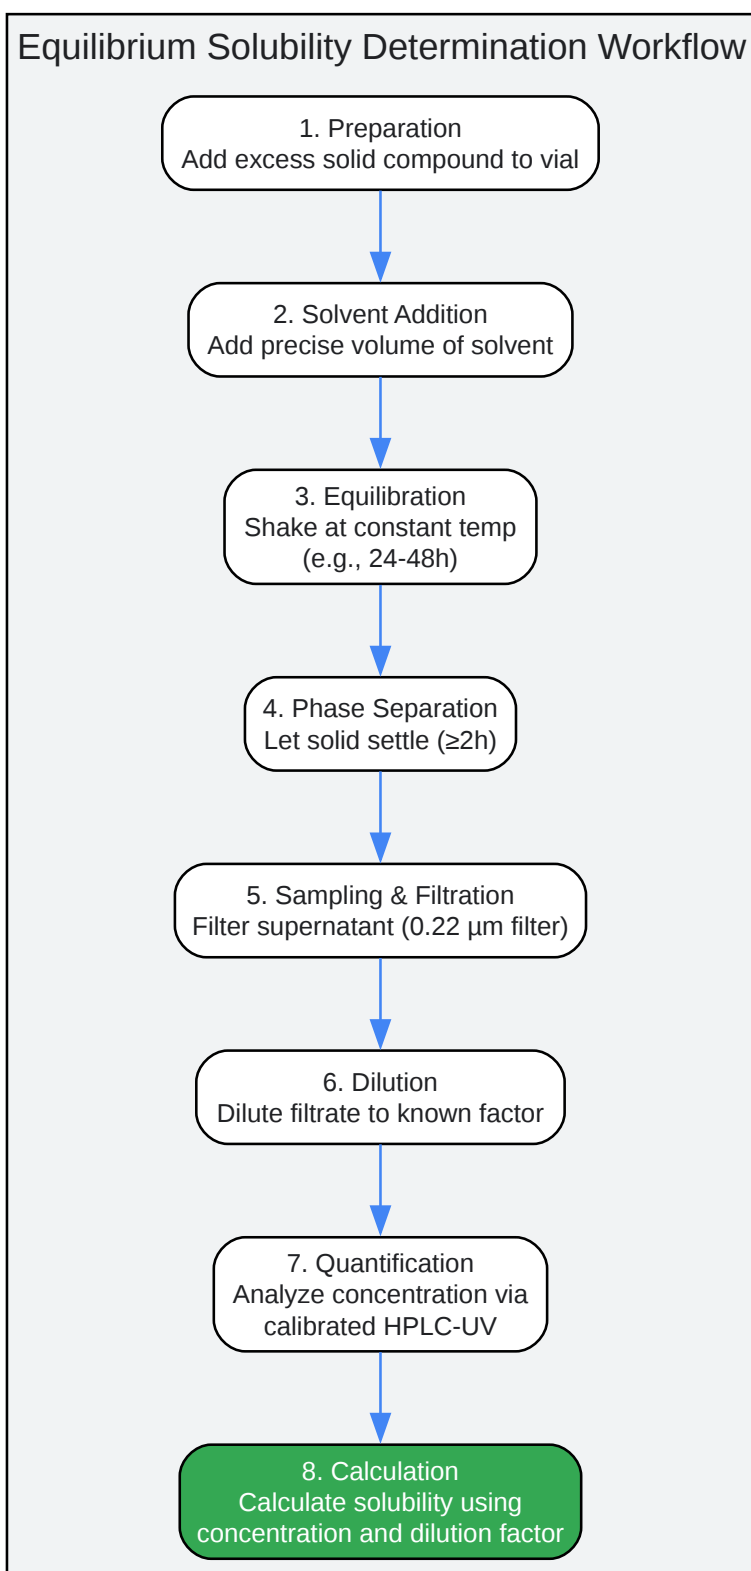 Equilibrium Solubility Determination Workflow
1. Preparation
Add excess solid compound to vial
2. Solvent Addition
Add precise volume of solvent
3. Equilibration
Shake at constant temp
(e.g., 24-48h)
4. Phase Separation
Let solid settle (≥2h)
5. Sampling & Filtration
Filter supernatant (0.22 µm filter)
6. Dilution
Dilute filtrate to known factor
7. Quantification
Analyze concentration via
calibrated HPLC-UV
8. Calculation
Calculate solubility using
concentration and dilution factor